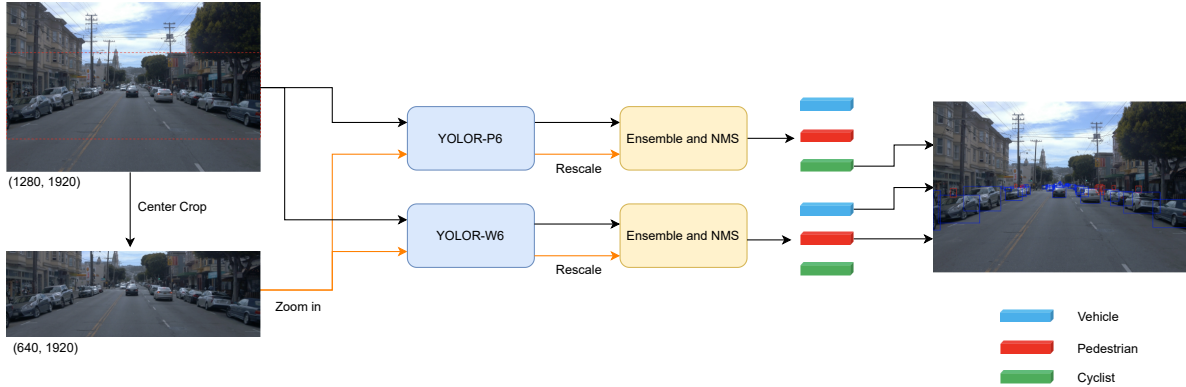 (1280, 1920)
Center Crop
(640, 1920)
Zoom in
YOLOR-P6
Rescale
Ensemble and NMS
YOLOR-W6
Rescale
Ensemble and NMS
Vehicle
Pedestrian
Cyclist